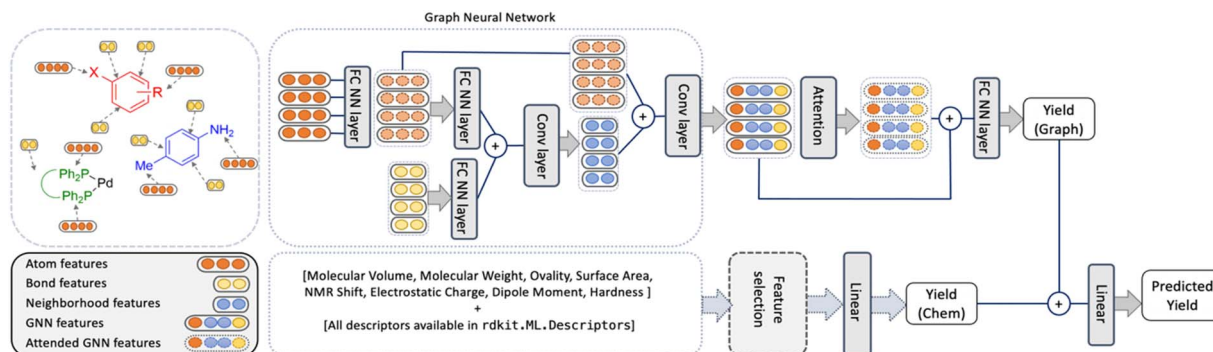 Graph Neural Network
X
R
NH2
Me
Ph2P
Ph2P
Pd
FC NN layer
FC NN layer
FC NN layer
+
Conv layer
+
Conv layer
Attention
+
FC NN layer
Yield
(Graph)
Atom features
Bond features
Neighborhood features
GNN features
Attended GNN features
[Molecular Volume, Molecular Weight, Ovality, Surface Area,
NMR Shift, Electrostatic Charge, Dipole Moment, Hardness ]
+
[All descriptors available in rdkit.ML.Descriptors]
Feature
selection
Linear
Yield
(Chem)
+
Linear
Predicted
Yield